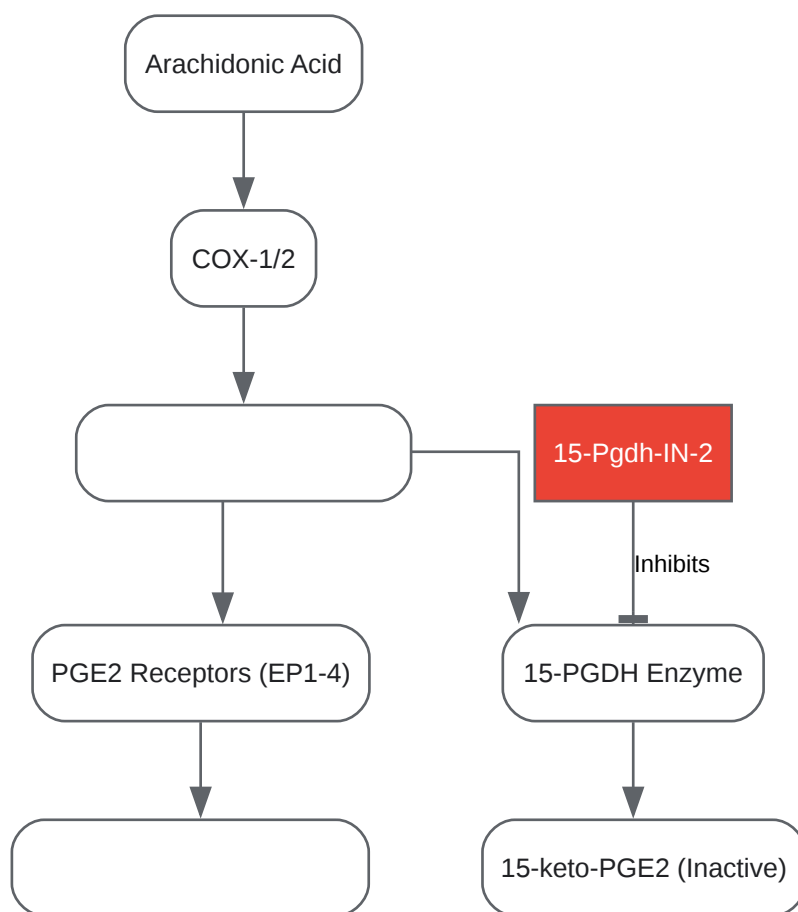 Arachidonic Acid
COX-1/2
15-Pgdh-IN-2
Inhibits
PGE2 Receptors (EP1-4)
15-PGDH Enzyme
15-keto-PGE2 (Inactive)